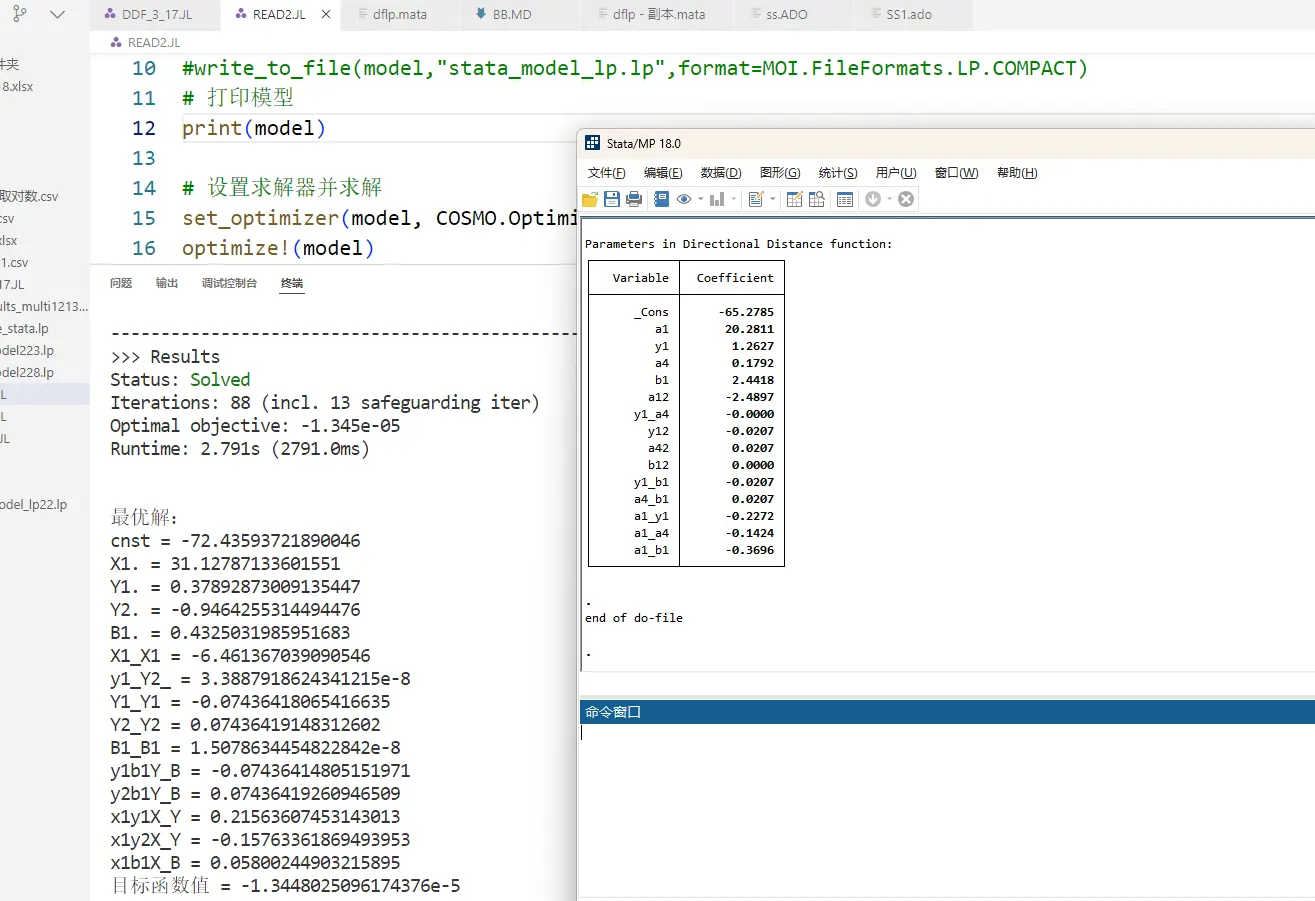 DDF_3_17.JL
READ2.JL
dflp.mata
BB.MD
dflp - 副本.mata
ss.ADO
SS1.ado
READ2.JL
件夹
8.xlsx
取对数.csv
csv
xlsx
1.csv
17.JL
ults_multi1213...
e_stata.lp
odel223.lp
odel228.lp
L
L
JL
odel_lp22.lp
10 #write_to_file(model,"stata_model_lp.lp",format=MOI.FileFormats.LP.COMPACT)
11 # 打印模型
12 print(model)
13
14 # 设置求解器并求解
15 set_optimizer(model, COSMO.Optimi
16 optimize!(model)
问题 输出 调试控制台 终端
------------------------------------------------
>>> Results
Status: Solved
Iterations: 88 (incl. 13 safeguarding iter)
Optimal objective: -1.345e-05
Runtime: 2.791s (2791.0ms)
最优解:
cnst = -72.43593721890046
X1. = 31.12787133601551
Y1. = 0.37892873009135447
Y2. = -0.9464255314494476
B1. = 0.4325031985951683
X1_X1 = -6.461367039090546
y1_Y2_ = 3.3887918624341215e-8
Y1_Y1 = -0.07436418065416635
Y2_Y2 = 0.07436419148312602
B1_B1 = 1.5078634454822842e-8
y1b1Y_B = -0.07436414805151971
y2b1Y_B = 0.07436419260946509
x1y1X_Y = 0.21563607453143013
x1y2X_Y = -0.15763361869493953
x1b1X_B = 0.05800244903215895
目标函数值 = -1.3448025096174376e-5
Stata/MP 18.0
文件(F) 编辑(E) 数据(D) 图形(G) 统计(S) 用户(U) 窗口(W) 帮助(H)
Parameters in Directional Distance function:
Variable Coefficient
_Cons -65.2785
a1 20.2811
y1 1.2627
a4 0.1792
b1 2.4418
a12 -2.4897
y1_a4 -0.0000
y12 -0.0207
a42 0.0207
b12 0.0000
y1_b1 -0.0207
a4_b1 0.0207
a1_y1 -0.2272
a1_a4 -0.1424
a1_b1 -0.3696
.
end of do-file
.
命令窗口